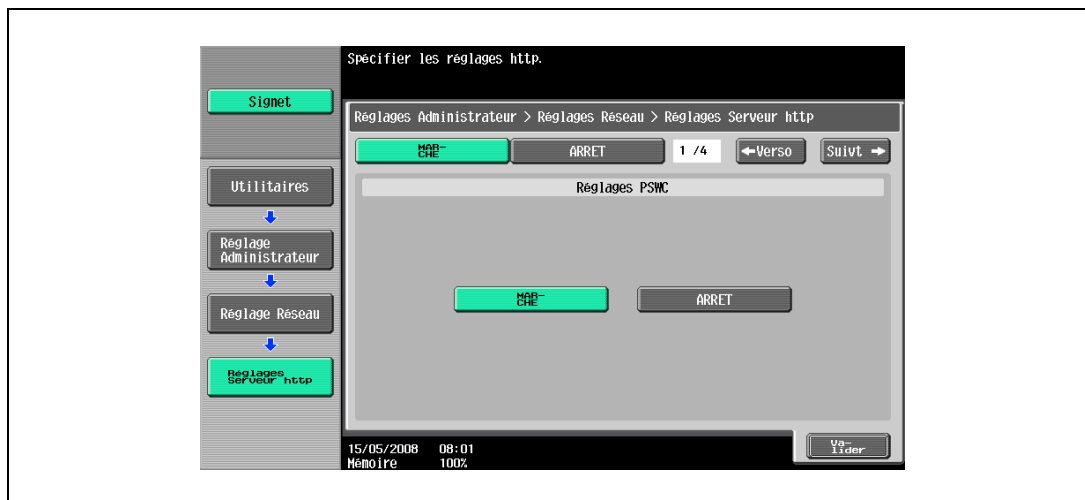 Spécifier les réglages http.
Signet
Réglages Administrateur > Réglages Réseau > Réglages Serveur http
MAR-
CHE
ARRET
1 /4
←Verso
Suivt →
Réglages PSWC
Utilitaires
Réglage
Administrateur
Réglage Réseau
Réglages
Serveur http
MAR-
CHE
ARRET
15/05/2008 08:01
Mémoire 100%
Va-
lider